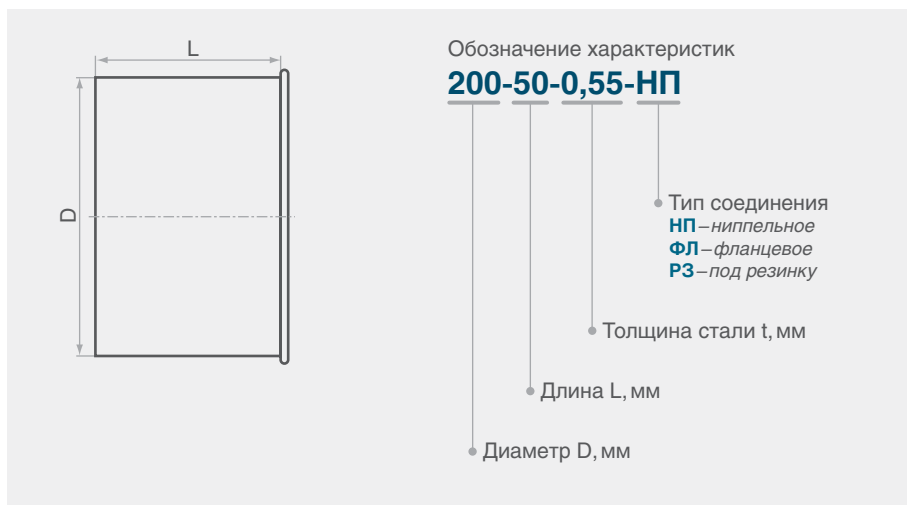 L
D
Обозначение характеристик
200-50-0,55-НП
Тип соединения
НП–ниппельное
ФЛ–фланцевое
РЗ–под резинку
Толщина стали t, мм
Длина L, мм
Диаметр D, мм